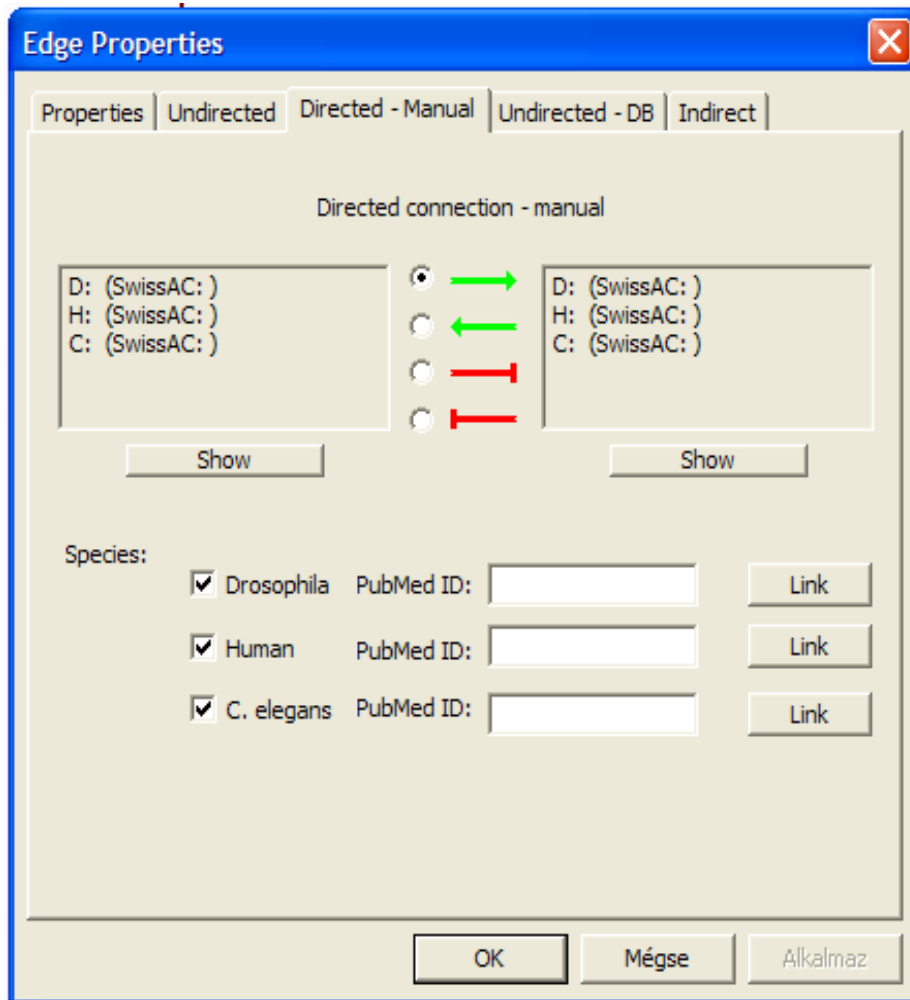 Edge Properties
Properties Undirected Directed - Manual Undirected - DB Indirect
Directed connection - manual
D: (SwissAC: )
H: (SwissAC: )
C: (SwissAC: )
D: (SwissAC: )
H: (SwissAC: )
C: (SwissAC: )
Show Show
Species:
Drosophila PubMed ID: Link
Human PubMed ID: Link
C. elegans PubMed ID: Link
OK Mégse Alkalmaz